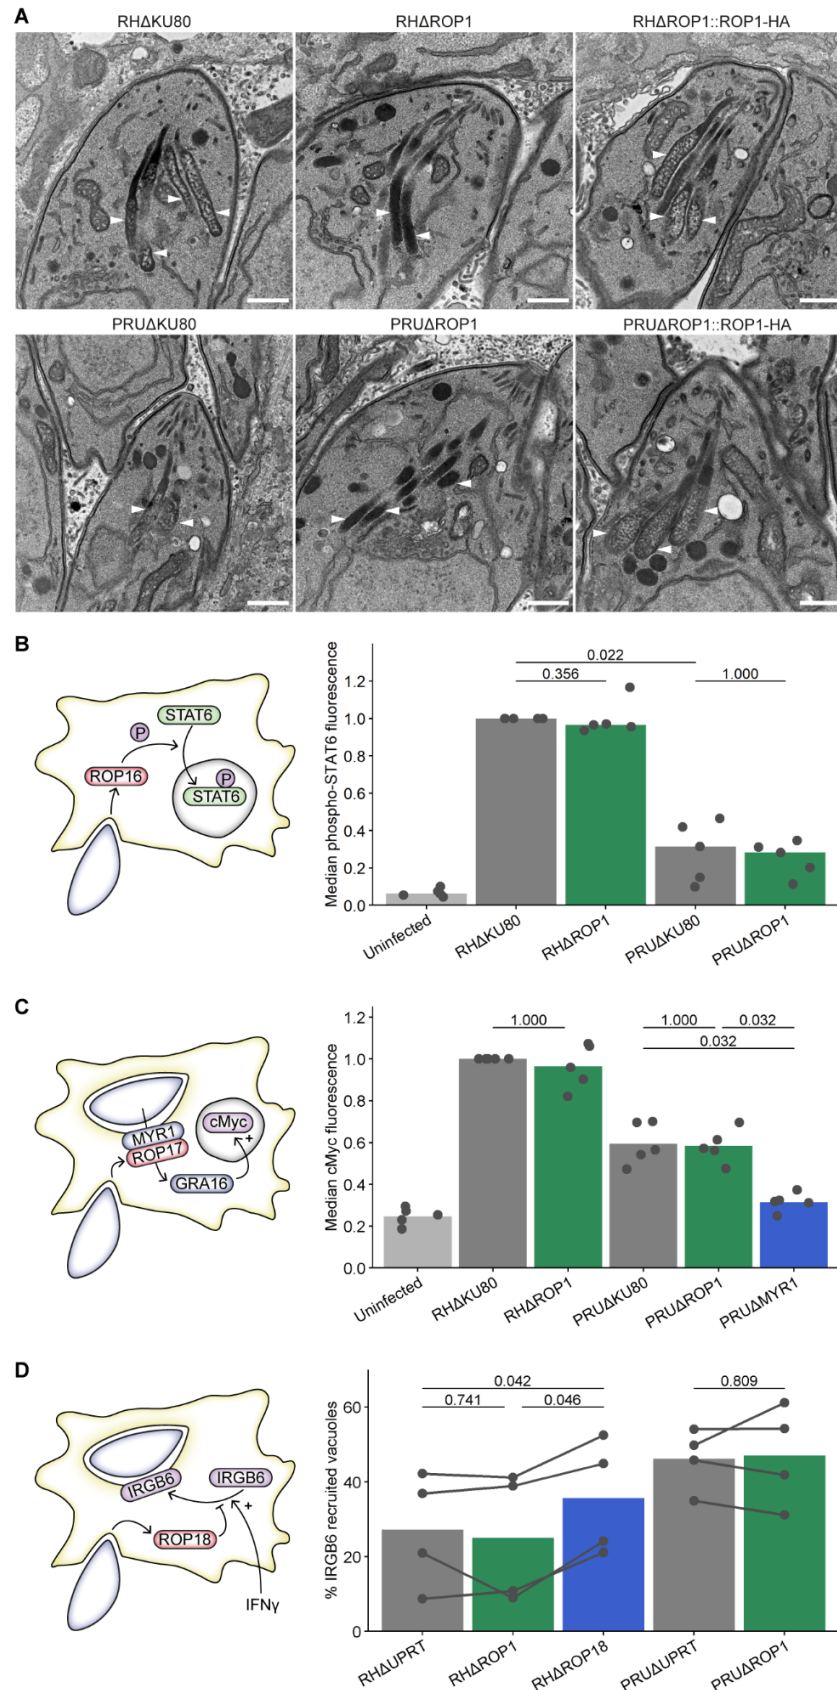 A
RHΔKU80
RHΔROP1
RHΔROP1::ROP1-HA
PRUΔKU80
PRUΔROP1
PRUΔROP1::ROP1-HA
B
STAT6
P
ROP16
P
STAT6
Median phospho-STAT6 fluorescence
1.2
1.0
0.8
0.6
0.4
0.2
0.0
0.022
0.356
1.000
Uninfected
RHΔKU80
RHΔROP1
PRUΔKU80
PRUΔROP1
C
cMyc
+
MYR1
ROP17
GRA16
Median cMyc fluorescence
1.2
1.0
0.8
0.6
0.4
0.2
0.0
1.000
1.000
0.032
0.032
Uninfected
RHΔKU80
RHΔROP1
PRUΔKU80
PRUΔROP1
PRUΔMYR1
D
IRGB6
IRGB6
+
ROP18
IFNγ
% IRGB6 recruited vacuoles
60
40
20
0
0.042
0.741
0.046
0.809
RHΔUPRT
RHΔROP1
RHΔROP18
PRUΔUPRT
PRUΔROP1